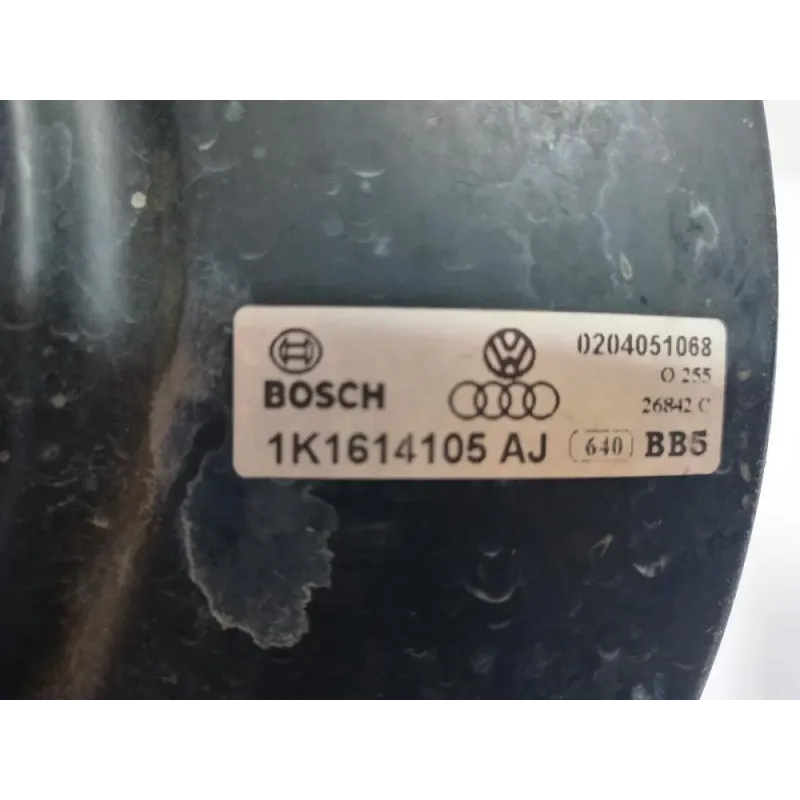 BOSCH
0204051068
O 255
26842 C
1K1614105 AJ 640 BB5